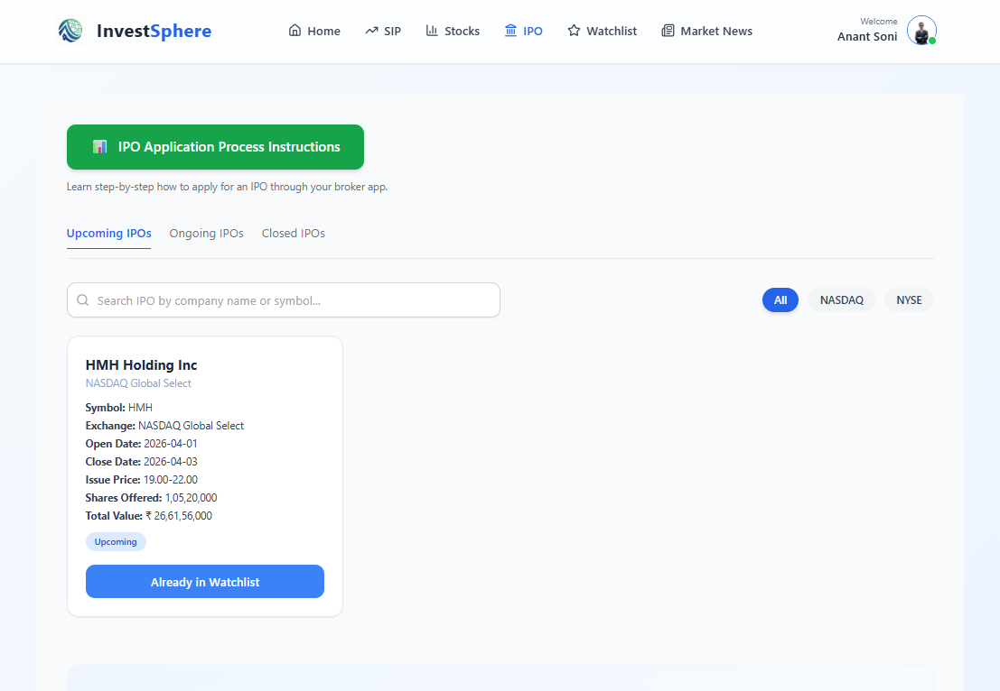 InvestSphere
Home
SIP
Stocks
IPO
Watchlist
Market News
Welcome
Anant Soni
IPO Application Process Instructions
Learn step-by-step how to apply for an IPO through your broker app.
Upcoming IPOs
Ongoing IPOs
Closed IPOs
Search IPO by company name or symbol...
All
NASDAQ
NYSE
HMH Holding Inc
NASDAQ Global Select
Symbol: HMH
Exchange: NASDAQ Global Select
Open Date: 2026-04-01
Close Date: 2026-04-03
Issue Price: 19.00-22.00
Shares Offered: 1,05,20,000
Total Value: ₹ 26,61,56,000
Upcoming
Already in Watchlist